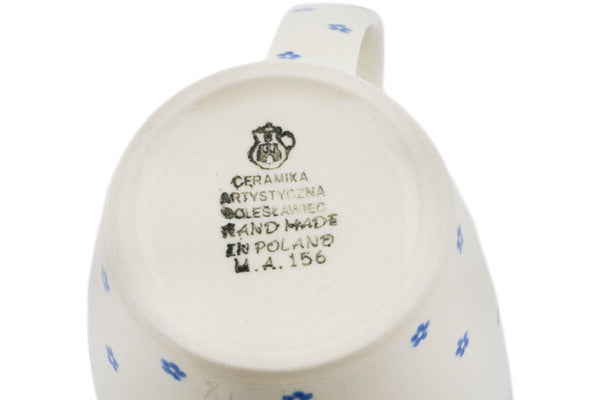 CERAMIKA
ARTYSTYCZNA
BOLESŁAWIEC
HAND MADE
IN POLAND
M.A. 156